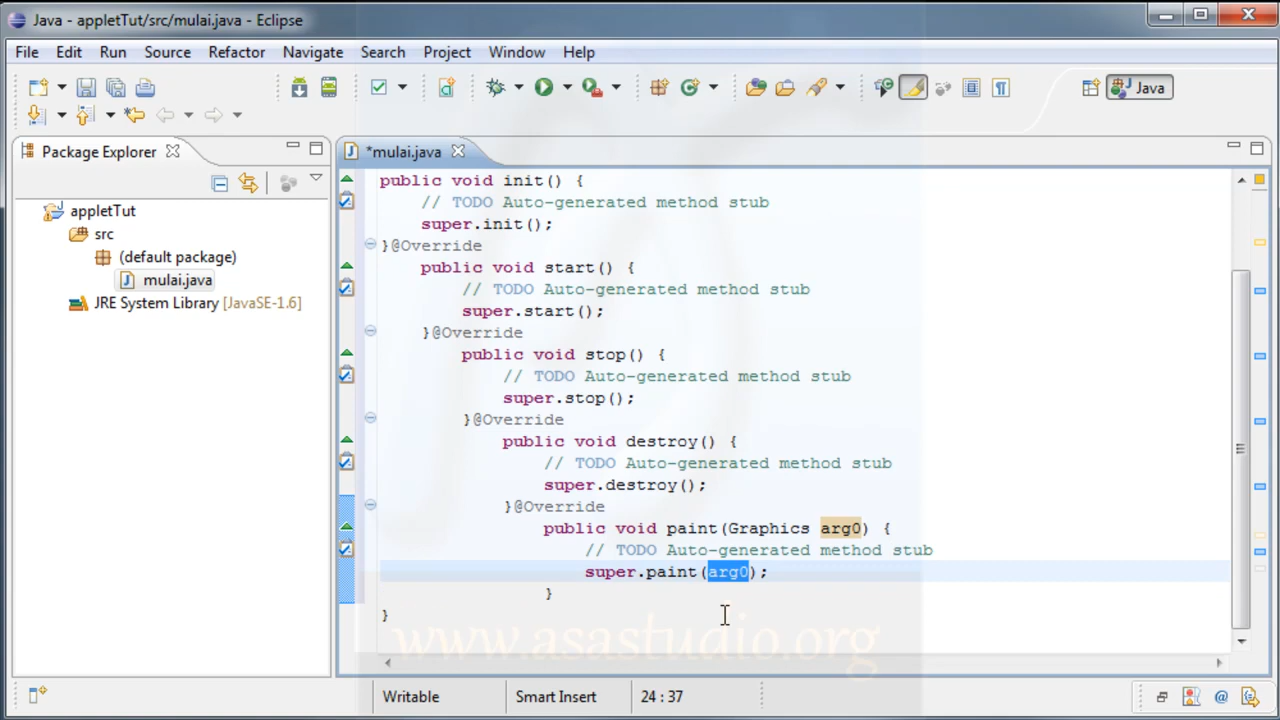 Java - appletTut/src/mulai.java - Eclipse
File Edit Run Source Refactor Navigate Search Project Window Help
Java
Package Explorer
*mulai.java
appletTut
src
(default package)
mulai.java
JRE System Library [JavaSE-1.6]
public void init() {
// TODO Auto-generated method stub
super.init();
}@Override
public void start() {
// TODO Auto-generated method stub
super.start();
}@Override
public void stop() {
// TODO Auto-generated method stub
super.stop();
}@Override
public void destroy() {
// TODO Auto-generated method stub
super.destroy();
}@Override
public void paint(Graphics arg0) {
// TODO Auto-generated method stub
super.paint(arg0);
}
}
www.asastudio.org
Writable Smart Insert 24 : 37